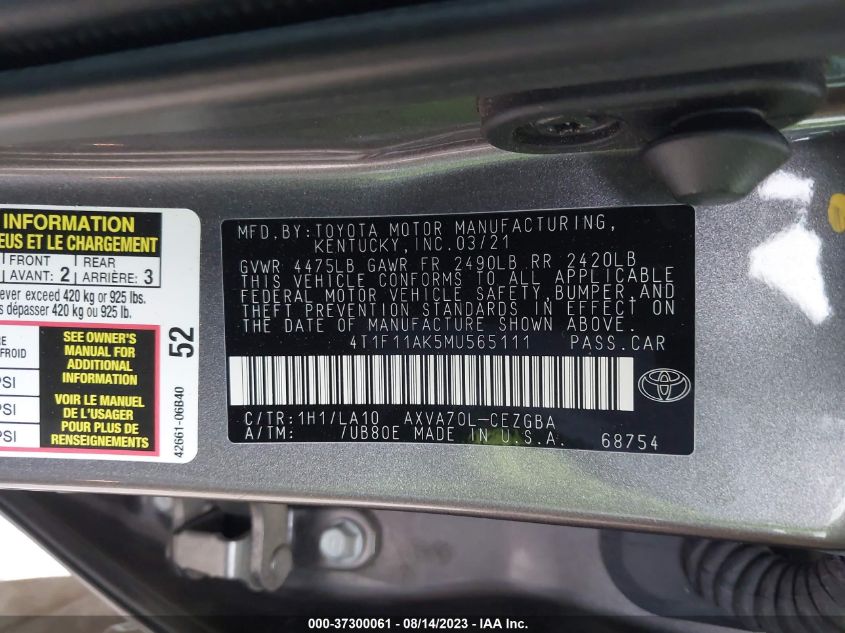 INFORMATION
EUS ET LE CHARGEMENT
FRONT
AVANT: 2
REAR
ARRIÈRE: 3
ever exceed 420 kg or 925 lbs.
s dépasser 420 kg ou 925 lb.
RE
FROID
PSI
PSI
SEE OWNER'S
MANUAL FOR
ADDITIONAL
INFORMATION
VOIR LE MANUEL
DE L'USAGER
POUR PLUS DE
RENSEIGNEMENTS
52
42661-06B40
MFD.BY:TOYOTA MOTOR MANUFACTURING,
KENTUCKY,INC.03/21
GVWR 4475LB GAWR FR 2490LB RR 2420LB
THIS VEHICLE CONFORMS TO ALL APPLICABLE
FEDERAL MOTOR VEHICLE SAFETY,BUMPER,AND
THEFT PREVENTION STANDARDS IN EFFECT ON
THE DATE OF MANUFACTURE SHOWN ABOVE.
4T1F11AK5MU565111 PASS.CAR
C/TR:1H1/LA10 AXVA70L-CEZGBA
A/TM: /UB80E MADE IN U.S.A. 68754
000-37300061 - 08/14/2023 - IAA Inc.